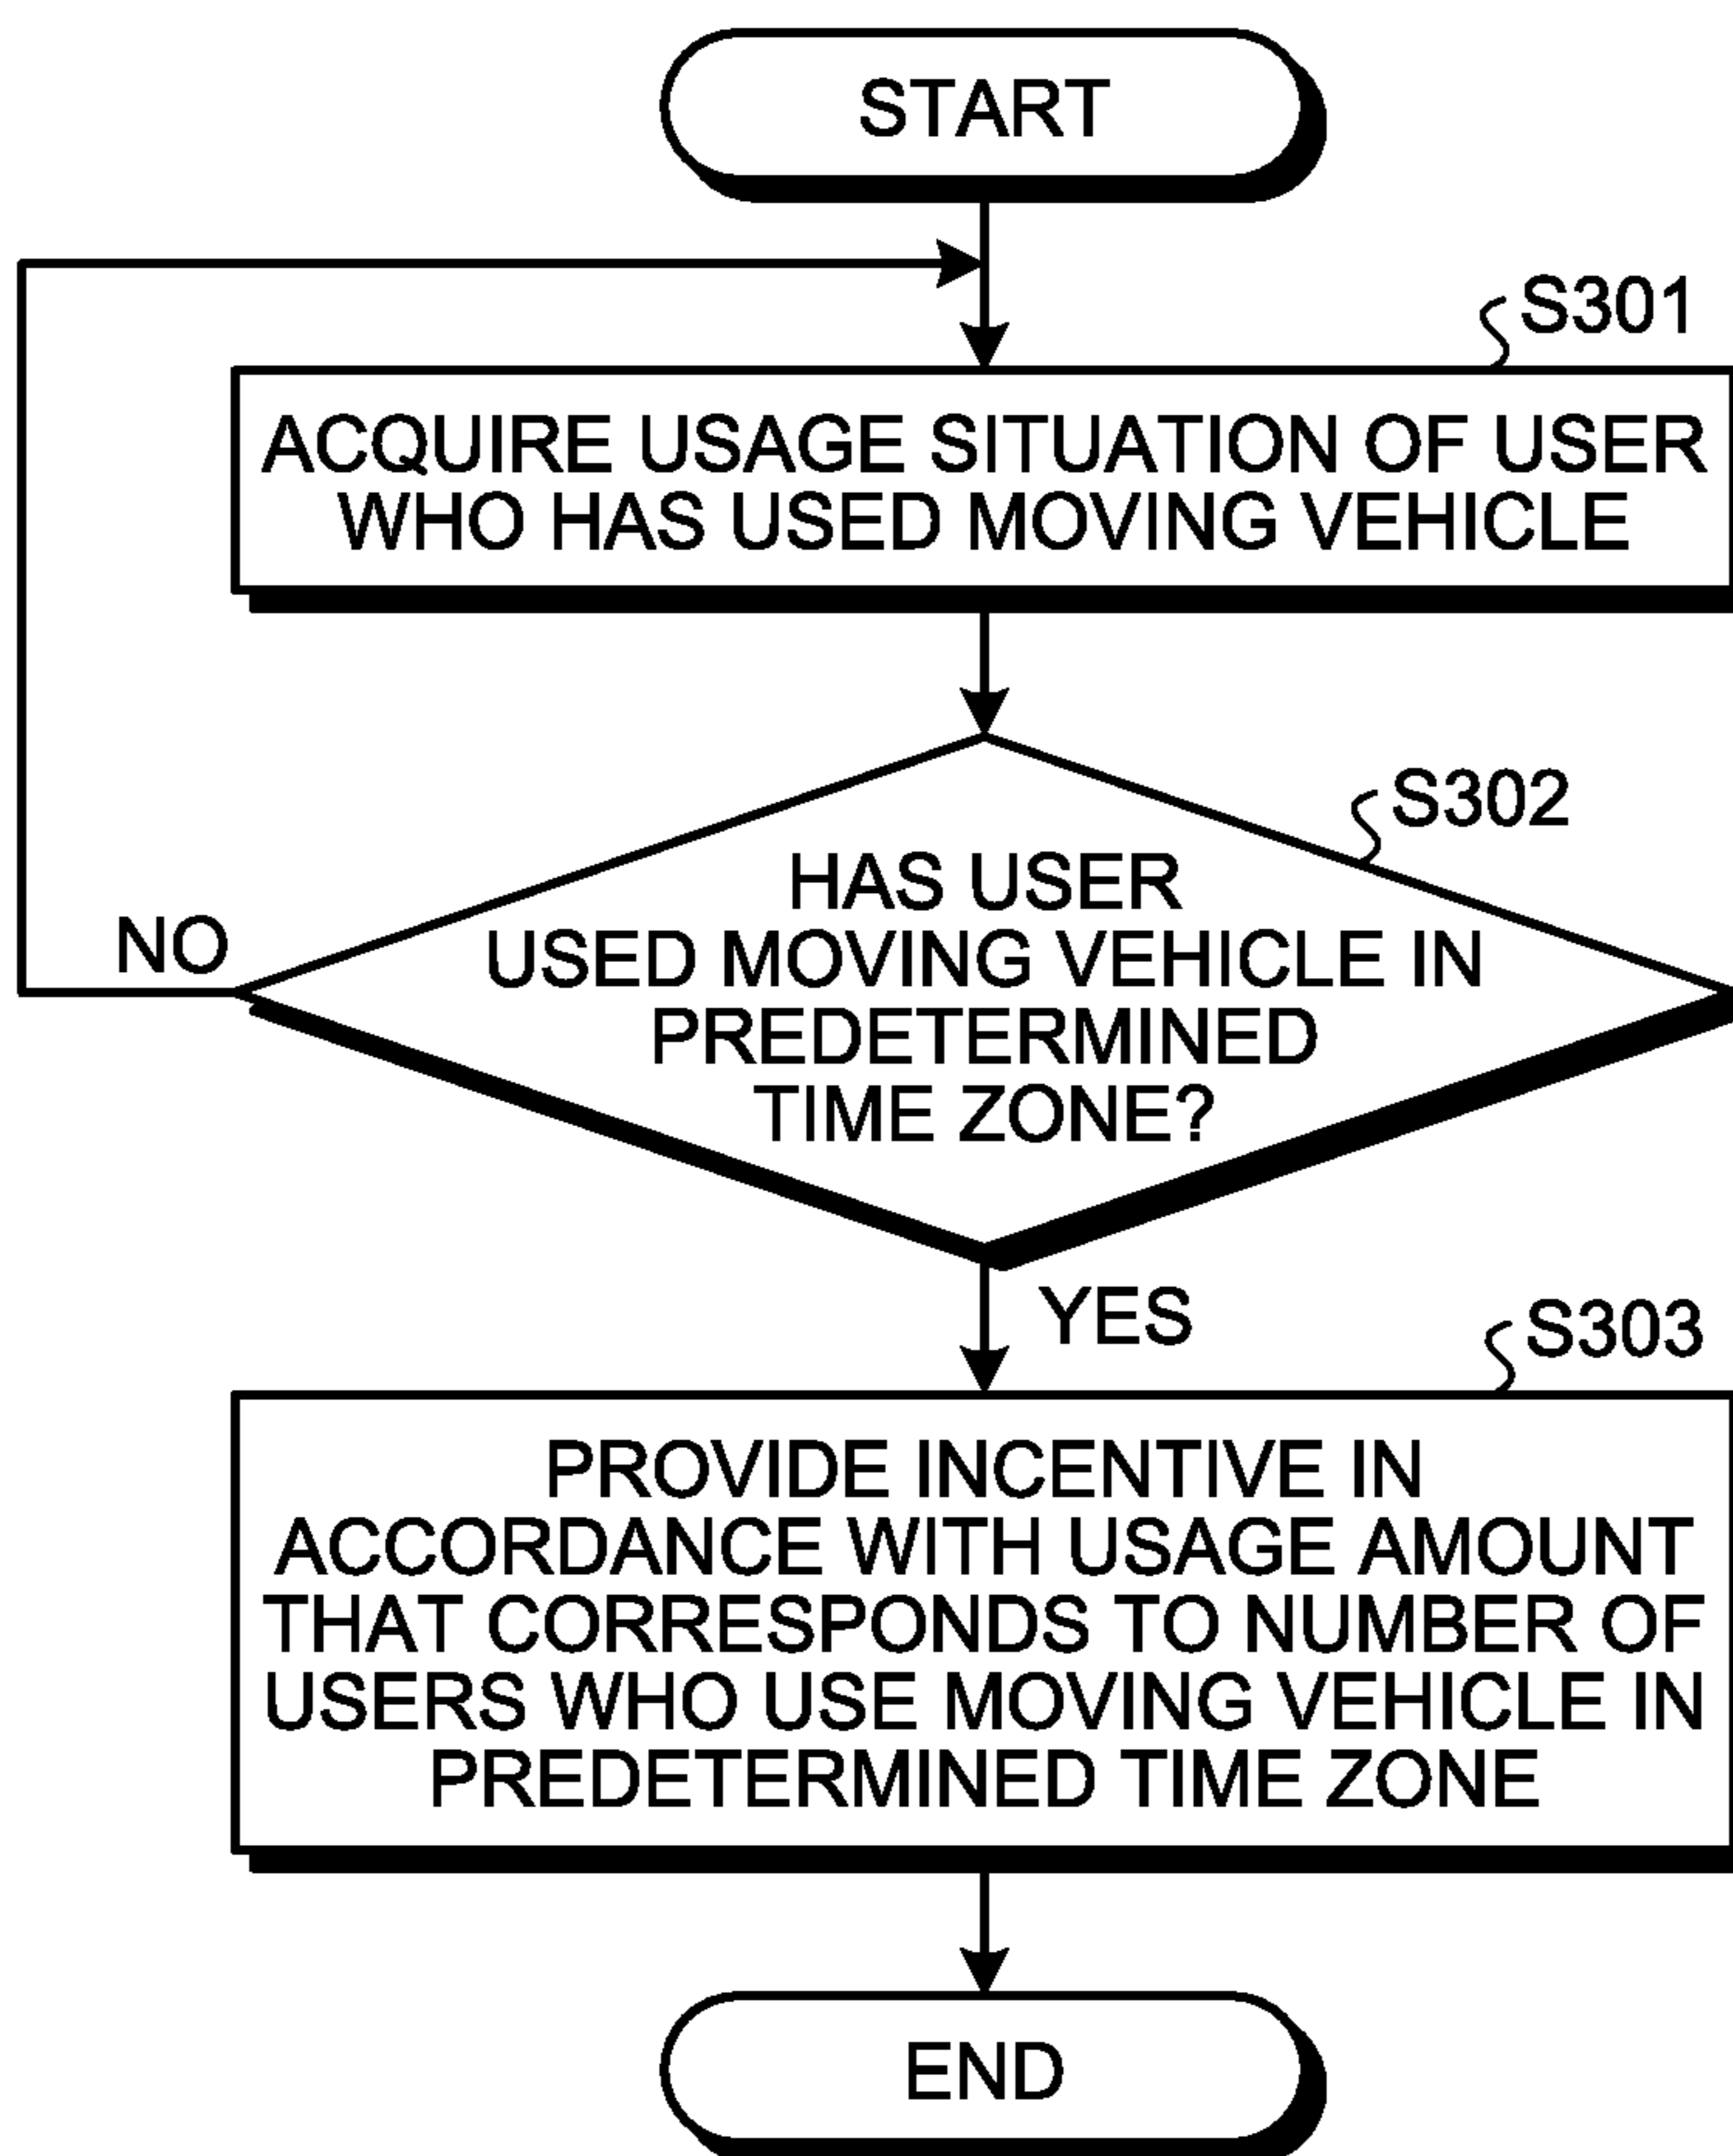 START
S301
ACQUIRE USAGE SITUATION OF USER
WHO HAS USED MOVING VEHICLE
S302
HAS USER
USED MOVING VEHICLE IN
PREDETERMINED
TIME ZONE?
NO
YES
S303
PROVIDE INCENTIVE IN
ACCORDANCE WITH USAGE AMOUNT
THAT CORRESPONDS TO NUMBER OF
USERS WHO USE MOVING VEHICLE IN
PREDETERMINED TIME ZONE
END